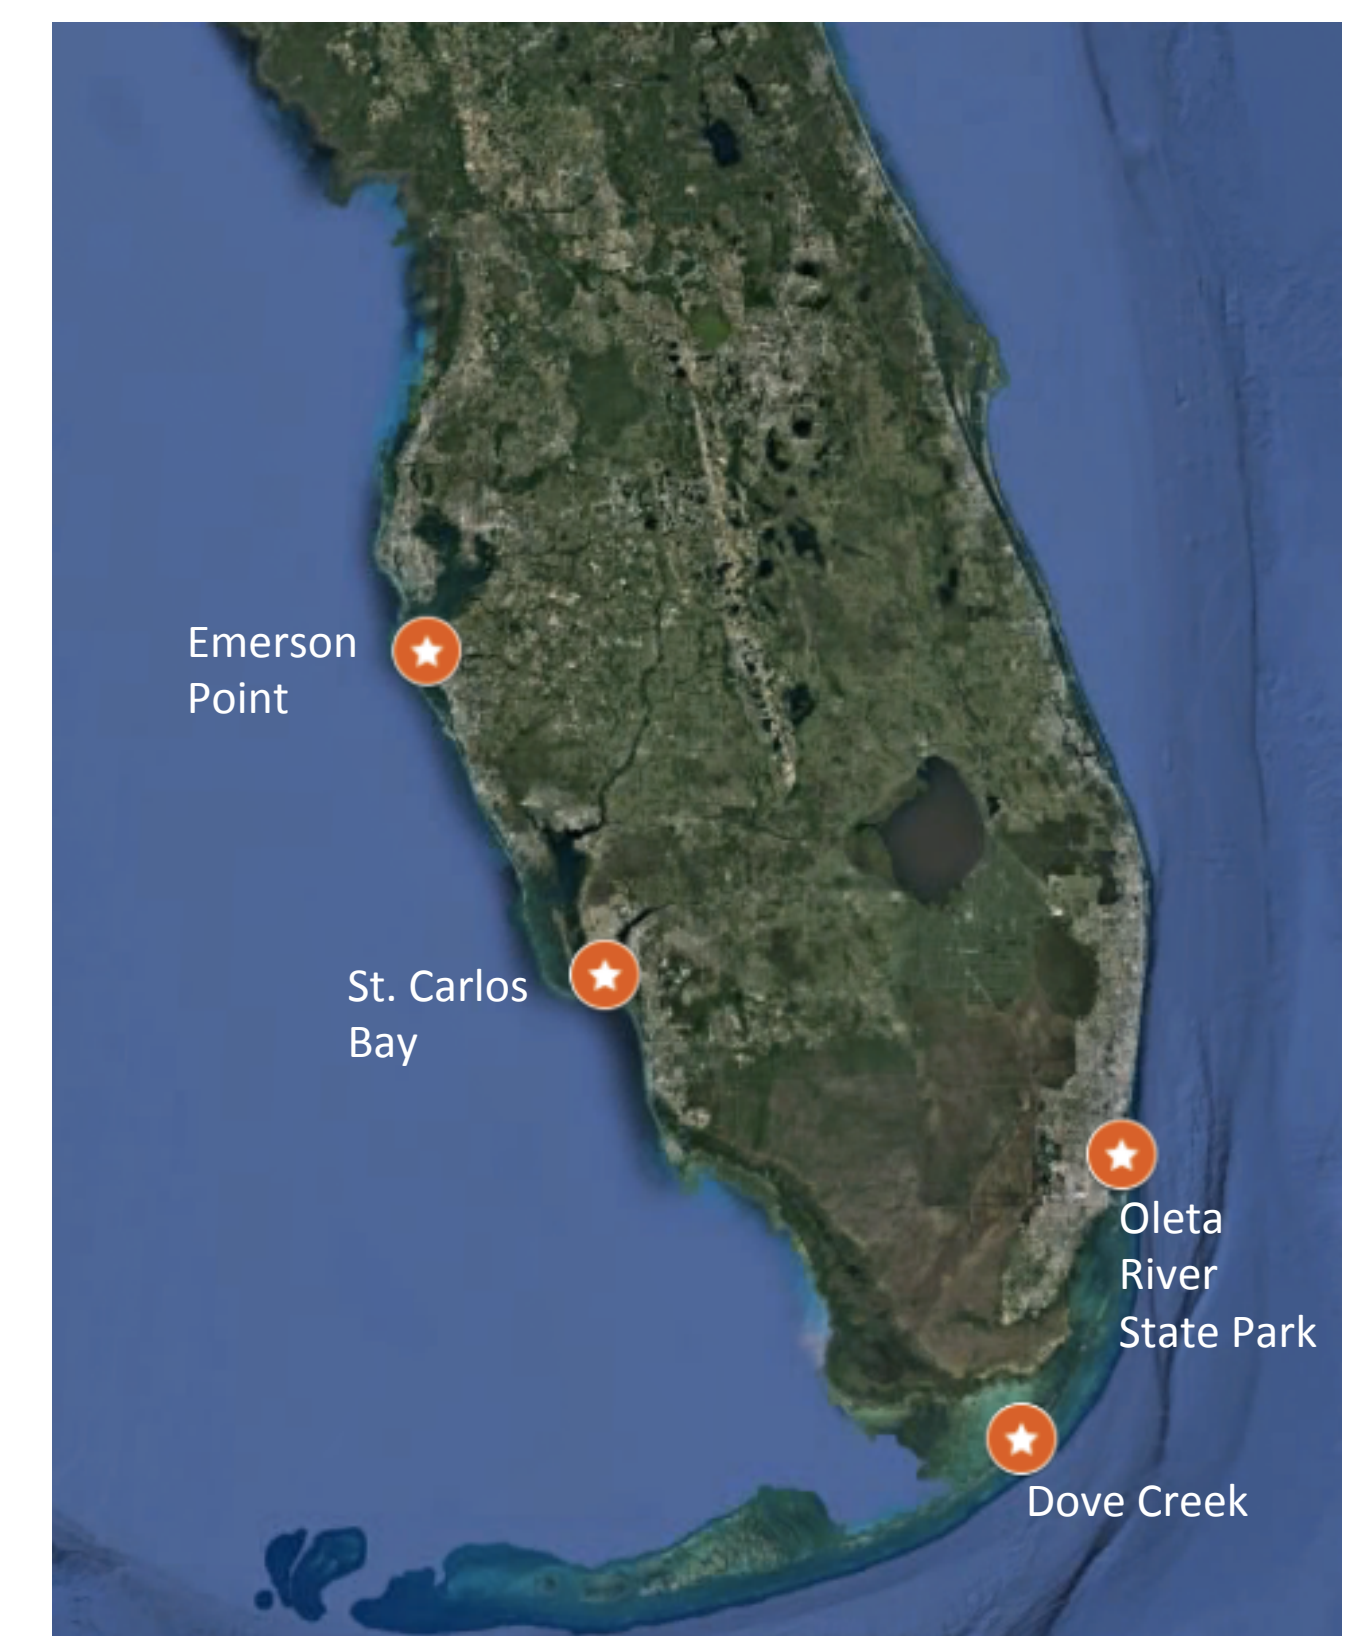 Emerson
Point
St. Carlos
Bay
Oleta
River
State Park
Dove Creek